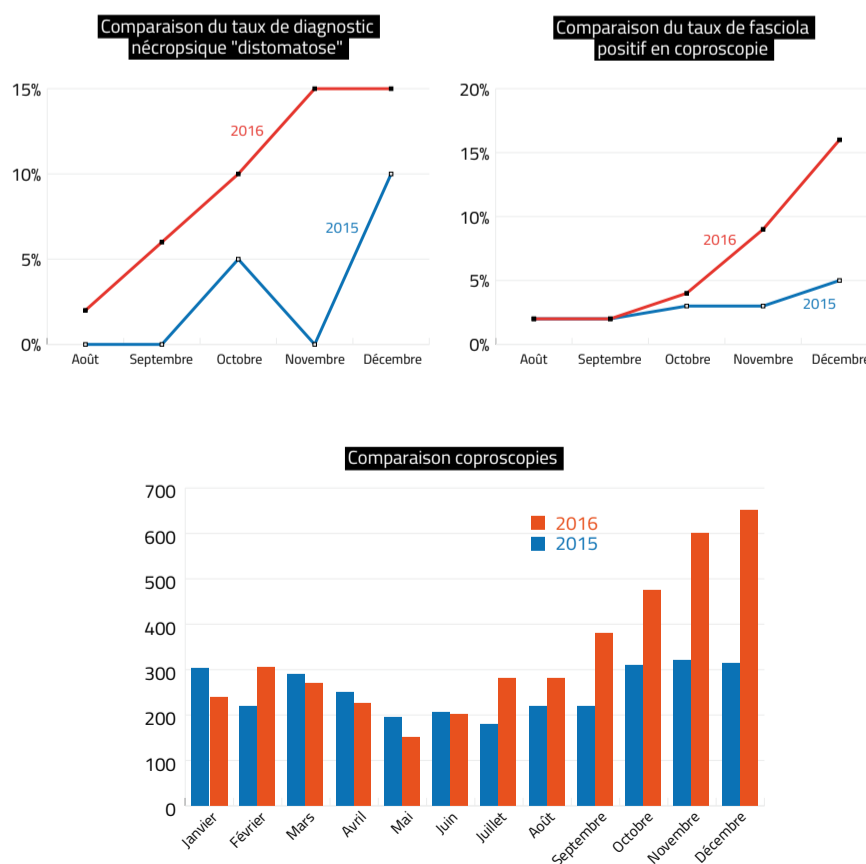 Comparaison du taux de diagnostic
nécropsique "distomatose"
15%
10%
5%
0%
2016
2015
Août
Septembre
Octobre
Novembre
Décembre
Comparaison du taux de fasciola
positif en coproscopie
20%
15%
10%
5%
0%
2016
2015
Août
Septembre
Octobre
Novembre
Décembre
Comparaison coproscopies
700
600
500
400
300
200
100
0
2016
2015
Janvier
Février
Mars
Avril
Mai
Juin
Juillet
Août
Septembre
Octobre
Novembre
Décembre